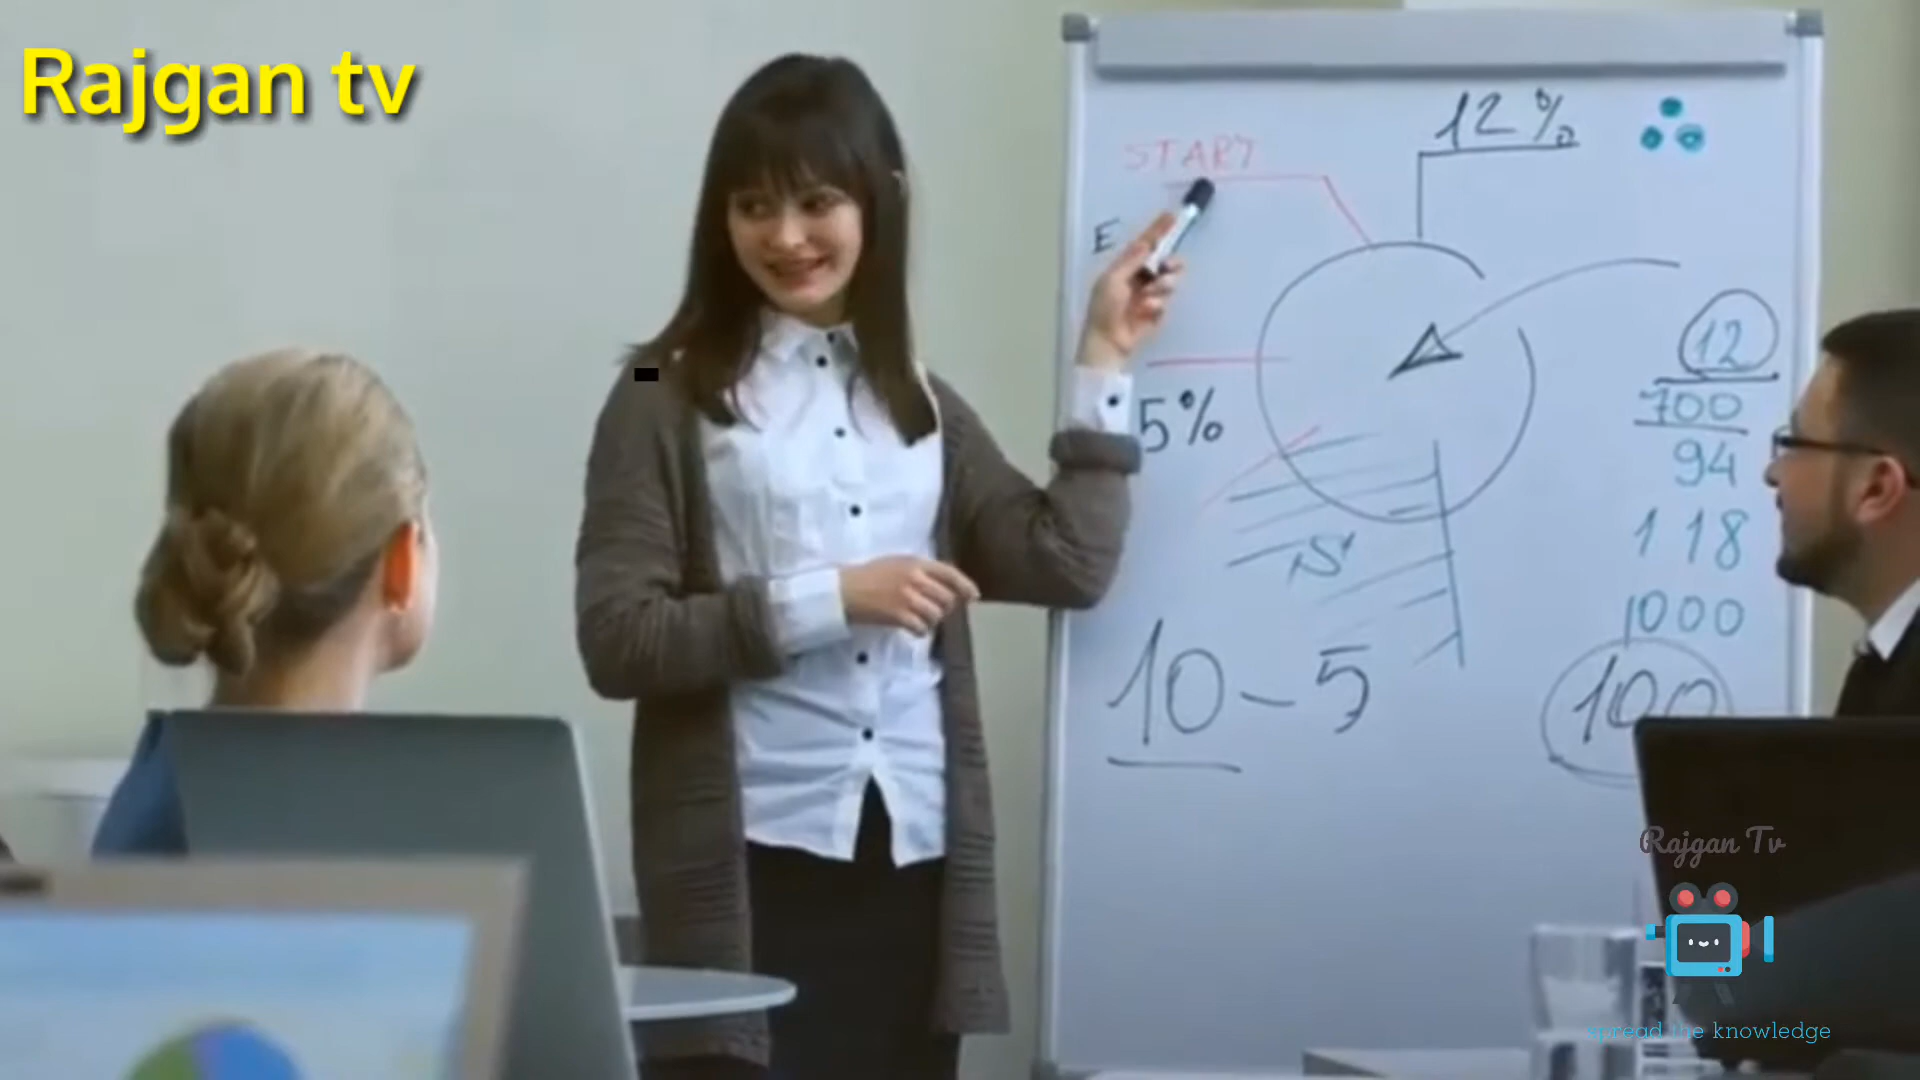 Rajgan tv
12%
START
E
12
700
5%
94
118
S
1000
10-5
100
Rajgan Tv
spread the knowledge